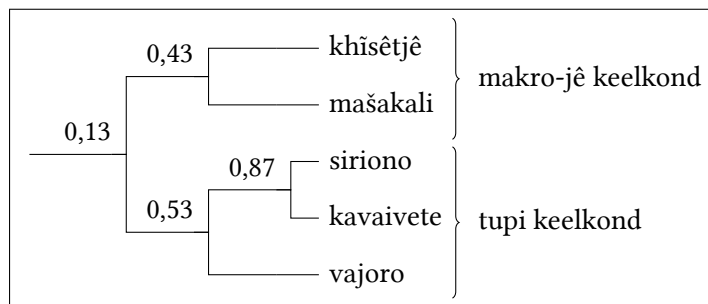 0,43
khĩsêtjê
mašakali
makro-jê keelkond
0,13
0,87
siriono
kavaivete
tupi keelkond
0,53
vajoro